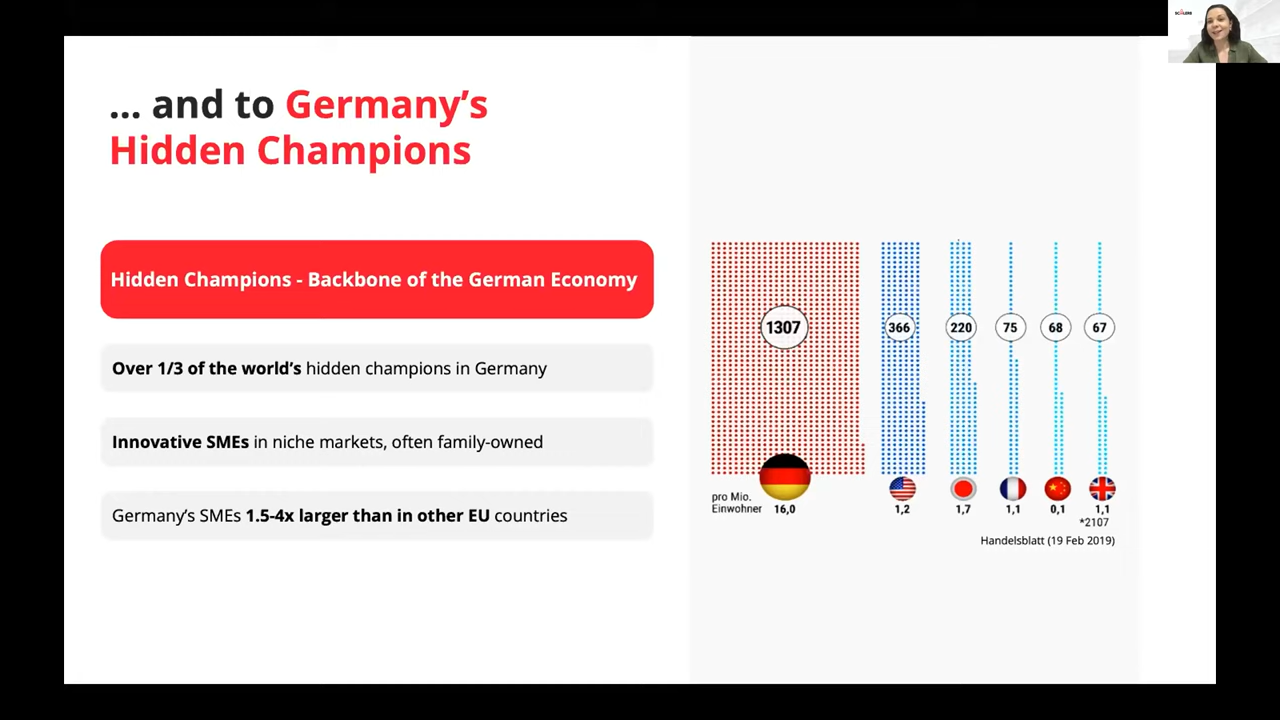 ... and to Germany's
Hidden Champions
Hidden Champions - Backbone of the German Economy
Over 1/3 of the world's hidden champions in Germany
Innovative SMEs in niche markets, often family-owned
Germany's SMEs 1.5-4x larger than in other EU countries
1307 366 220 75 68 67
pro Mio.
Einwohner 16,0 1,2 1,7 1,1 0,1 1,1
*2107
Handelsblatt (19 Feb 2019)